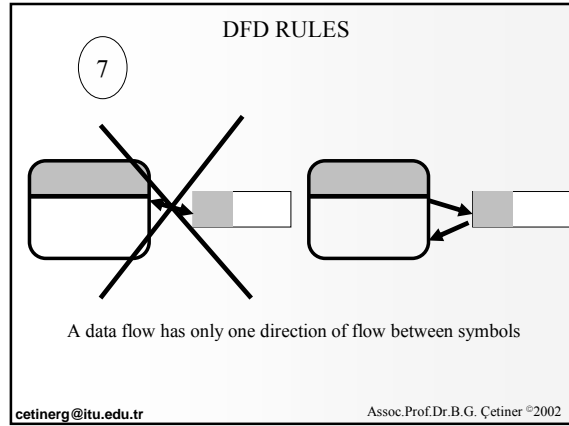 DFD RULES
7
A data flow has only one direction of flow between symbols
cetinerg@itu.edu.tr
Assoc.Prof.Dr.B.G. Çetiner ©2002